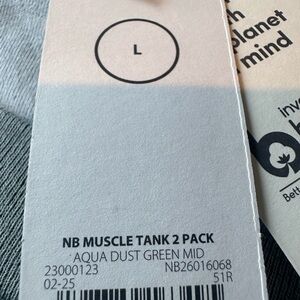 L
NB MUSCLE TANK 2 PACK
AQUA DUST GREEN MID
23000123 NB26016068
02-25 51R
planet
mind